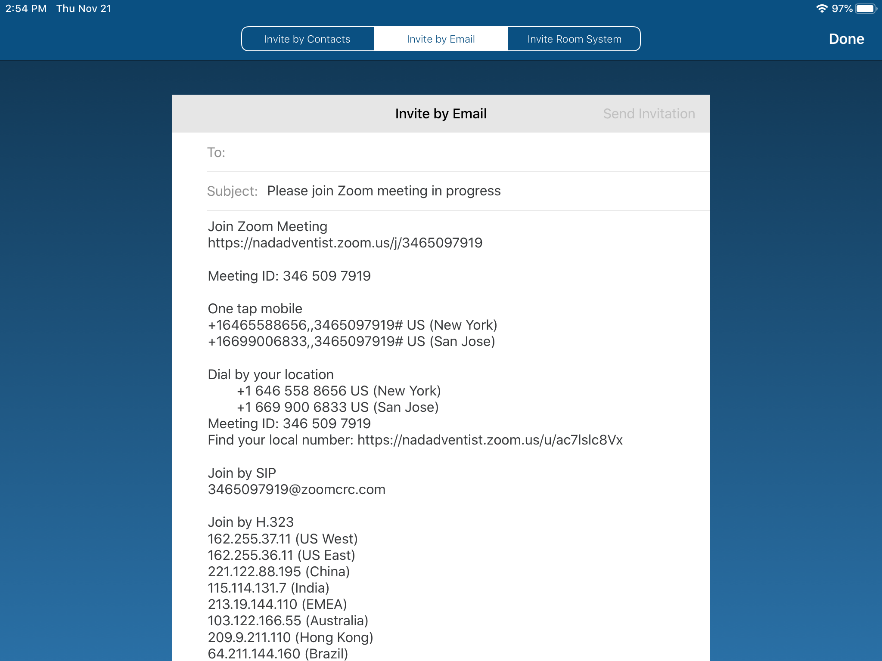 2:54 PM Thu Nov 21 97%
Invite by Contacts Invite by Email Invite Room System Done
Invite by Email Send Invitation
To:
Subject: Please join Zoom meeting in progress
Join Zoom Meeting
https://nadadventist.zoom.us/j/3465097919
Meeting ID: 346 509 7919
One tap mobile
+16465588656,,3465097919# US (New York)
+16699006833,,3465097919# US (San Jose)
Dial by your location
+1 646 558 8656 US (New York)
+1 669 900 6833 US (San Jose)
Meeting ID: 346 509 7919
Find your local number: https://nadadventist.zoom.us/u/ac7lslc8Vx
Join by SIP
3465097919@zoomcrc.com
Join by H.323
162.255.37.11 (US West)
162.255.36.11 (US East)
221.122.88.195 (China)
115.114.131.7 (India)
213.19.144.110 (EMEA)
103.122.166.55 (Australia)
209.9.211.110 (Hong Kong)
64.211.144.160 (Brazil)